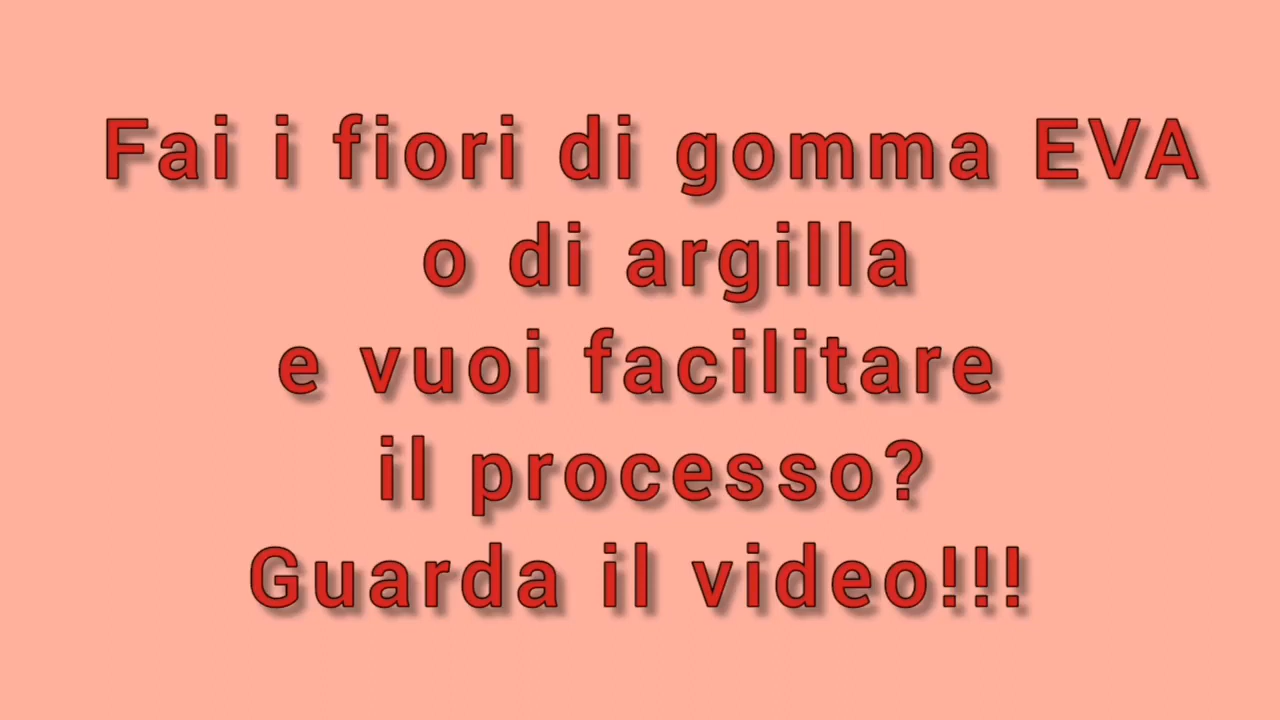 Fai i fiori di gomma EVA
o di argilla
e vuoi facilitare
il processo?
Guarda il video!!!